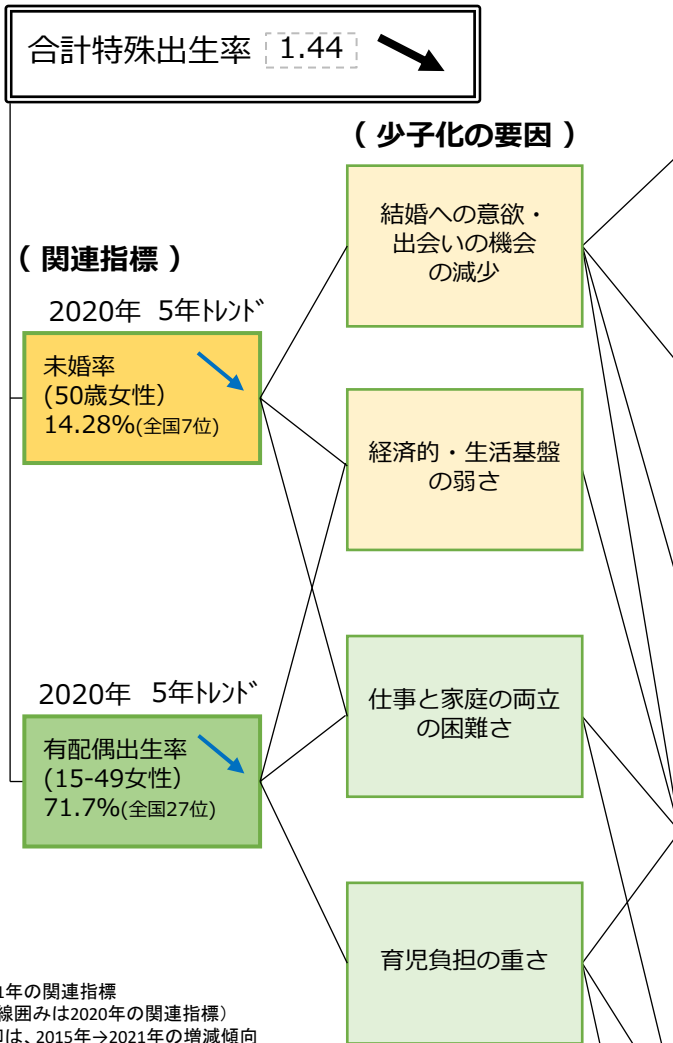 合計特殊出生率 1.44
( 少子化の要因 )
結婚への意欲・
出会いの機会
の減少
( 関連指標 )
2020年 5年ﾄﾚﾝﾄﾞ
未婚率
(50歳女性)
14.28%(全国7位)
経済的・生活基盤
の弱さ
仕事と家庭の両立
の困難さ
2020年 5年ﾄﾚﾝﾄﾞ
有配偶出生率
(15-49女性)
71.7%(全国27位)
育児負担の重さ
1年の関連指標
線囲みは2020年の関連指標）
は、2015年→2021年の増減傾向